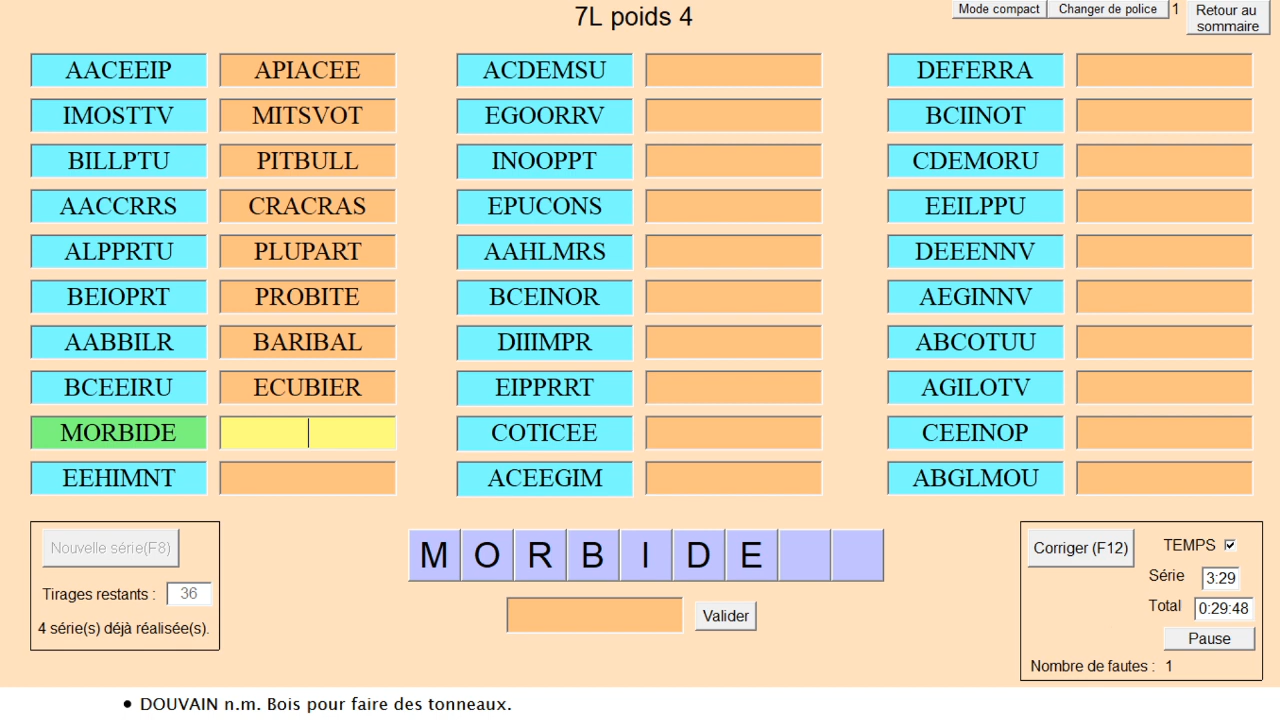 7L poids 4
Mode compact Changer de police 1 Retour au
sommaire
AACEEIP APIACEE ACDEMSU DEFERRA
IMOSTTV MITSVOT EGOORRV BCIINOT
BILLPTU PITBULL INOOPPT CDEMORU
AACCRRS CRACRAS EPUCONS EEILPPU
ALPPRTU PLUPART AAHLMRS DEEENNV
BEIOPRT PROBITE BCEINOR AEGINNV
AABBILR BARIBAL DIIIMPR ABCOTUU
BCEEIRU ECUBIER EIPPRRT AGILOTV
MORBIDE COTICEE CEEINOP
EEHIMNT ACEEGIM ABGLMOU
Nouvelle série(F8)
Tirages restants : 36
4 série(s) déjà réalisée(s).
M O R B I D E
Valider
Corriger (F12) TEMPS
Série 3:29
Total 0:29:48
Pause
Nombre de fautes : 1
• DOUVAIN n.m. Bois pour faire des tonneaux.